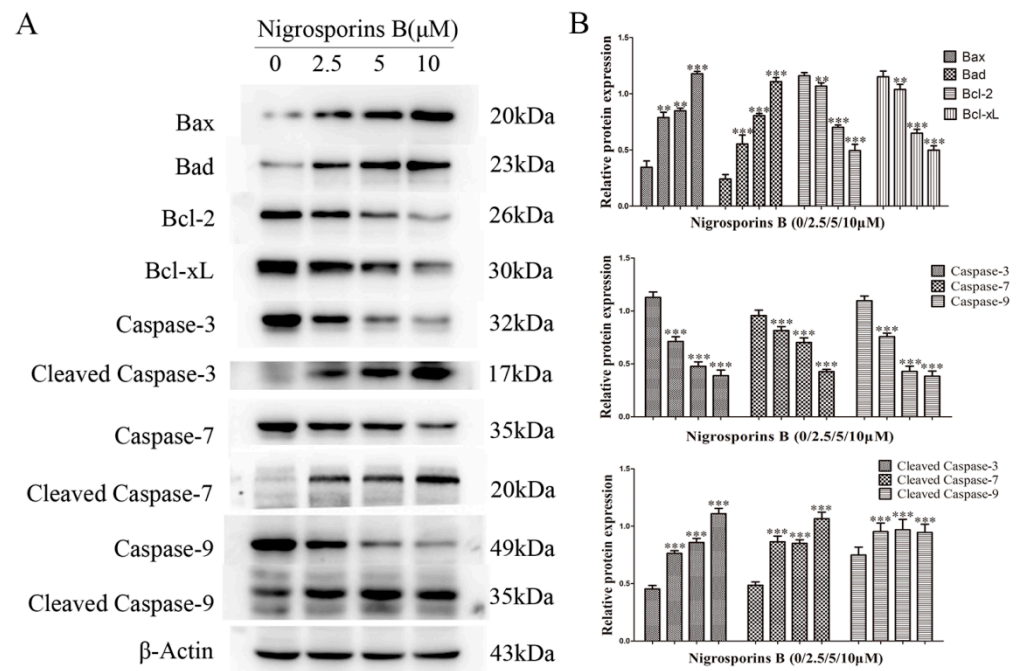 A
Nigrosporins B(μM)
0 2.5 5 10
Bax 20kDa
Bad 23kDa
Bcl-2 26kDa
Bcl-xL 30kDa
Caspase-3 32kDa
Cleaved Caspase-3 17kDa
Caspase-7 35kDa
Cleaved Caspase-7 20kDa
Caspase-9 49kDa
Cleaved Caspase-9 35kDa
β-Actin 43kDa
B
Relative protein expression
1.5
1.0
0.5
0.0
*** ** ** *** *** *** ** *** *** ** *** ***
Bax
Bad
Bcl-2
Bcl-xL
Nigrosporins B (0/2.5/5/10μM)
Relative protein expression
1.5
1.0
0.5
0.0
*** *** *** *** *** *** *** *** ***
Caspase-3
Caspase-7
Caspase-9
Nigrosporins B (0/2.5/5/10μM)
Relative protein expression
1.5
1.0
0.5
0.0
*** *** *** *** *** *** *** *** ***
Cleaved Caspase-3
Cleaved Caspase-7
Cleaved Caspase-9
Nigrosporins B (0/2.5/5/10μM)